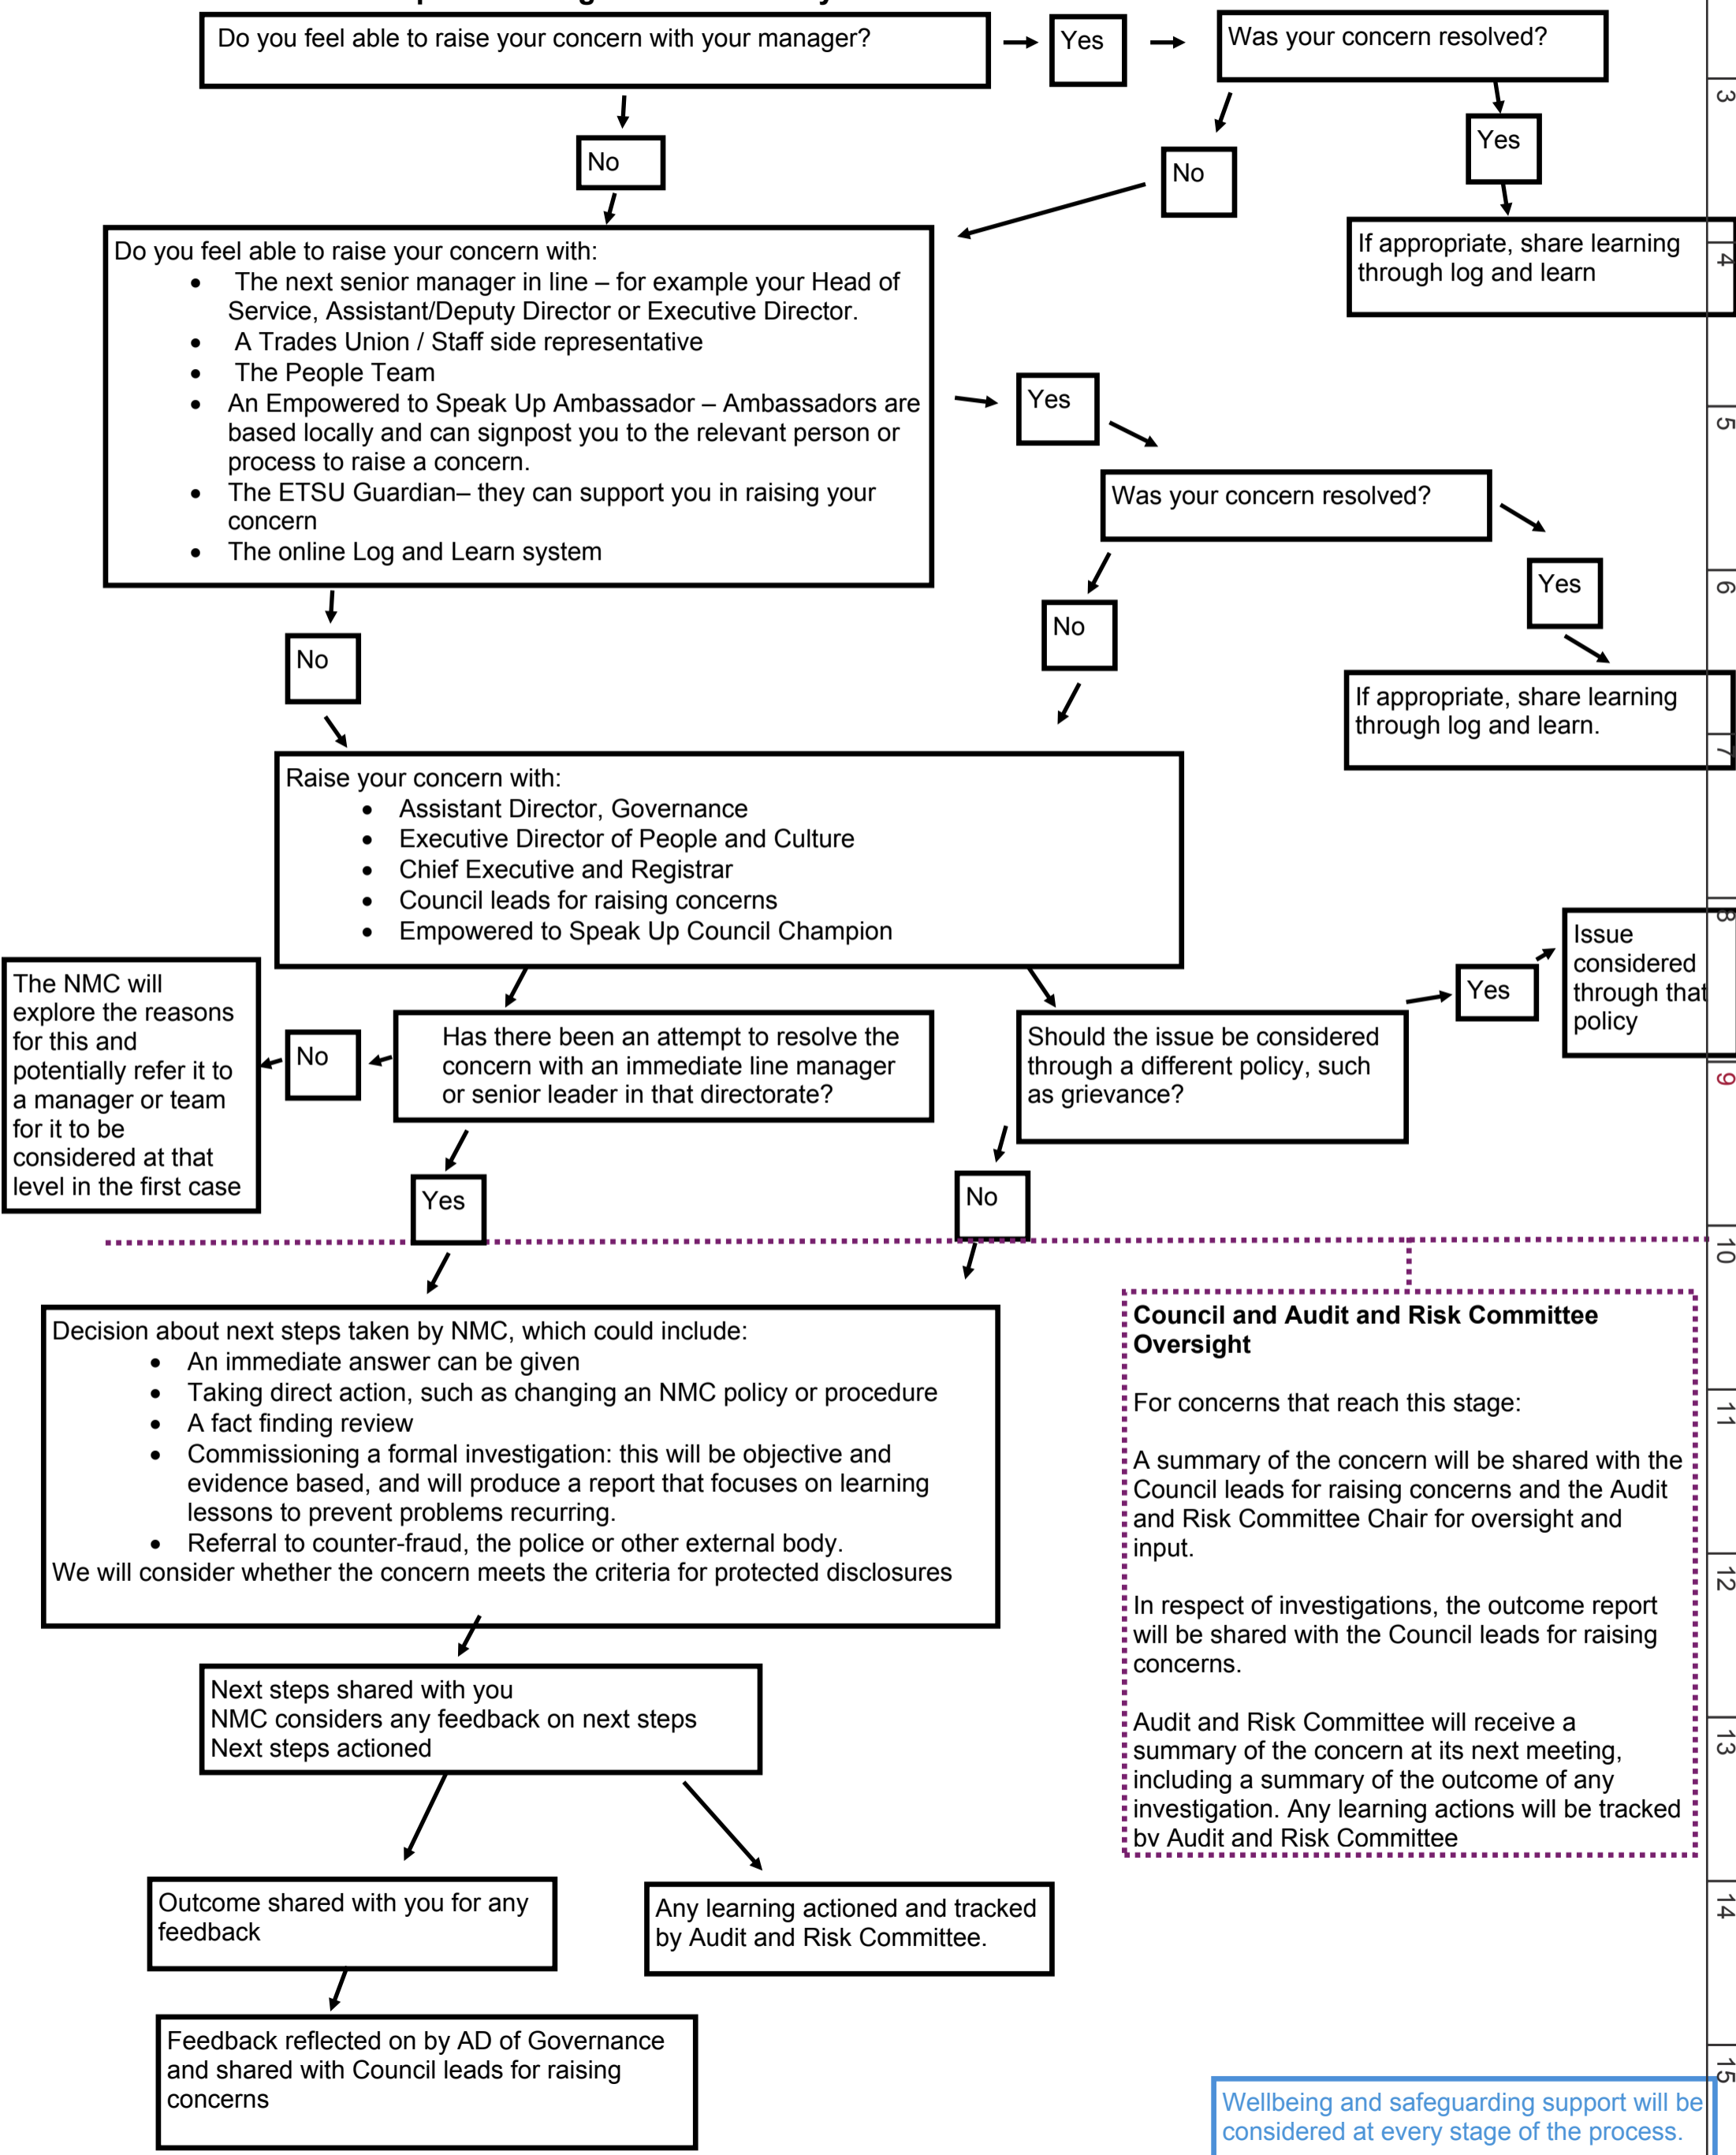 Do you feel able to raise your concern with your manager?
Yes
Was your concern resolved?
No
No
Yes
If appropriate, share learning
through log and learn
Do you feel able to raise your concern with:
• The next senior manager in line – for example your Head of
Service, Assistant/Deputy Director or Executive Director.
• A Trades Union / Staff side representative
• The People Team
• An Empowered to Speak Up Ambassador – Ambassadors are
based locally and can signpost you to the relevant person or
process to raise a concern.
• The ETSU Guardian– they can support you in raising your
concern
• The online Log and Learn system
Yes
Was your concern resolved?
No
No
Yes
If appropriate, share learning
through log and learn.
Raise your concern with:
• Assistant Director, Governance
• Executive Director of People and Culture
• Chief Executive and Registrar
• Council leads for raising concerns
• Empowered to Speak Up Council Champion
The NMC will
explore the reasons
for this and
potentially refer it to
a manager or team
for it to be
considered at that
level in the first case
No
Has there been an attempt to resolve the
concern with an immediate line manager
or senior leader in that directorate?
Should the issue be considered
through a different policy, such
as grievance?
Yes
Issue
considered
through that
policy
Yes
No
Decision about next steps taken by NMC, which could include:
• An immediate answer can be given
• Taking direct action, such as changing an NMC policy or procedure
• A fact finding review
• Commissioning a formal investigation: this will be objective and
evidence based, and will produce a report that focuses on learning
lessons to prevent problems recurring.
• Referral to counter-fraud, the police or other external body.
We will consider whether the concern meets the criteria for protected disclosures
Council and Audit and Risk Committee
Oversight
For concerns that reach this stage:
A summary of the concern will be shared with the
Council leads for raising concerns and the Audit
and Risk Committee Chair for oversight and
input.
In respect of investigations, the outcome report
will be shared with the Council leads for raising
concerns.
Audit and Risk Committee will receive a
summary of the concern at its next meeting,
including a summary of the outcome of any
investigation. Any learning actions will be tracked
by Audit and Risk Committee
Next steps shared with you
NMC considers any feedback on next steps
Next steps actioned
Outcome shared with you for any
feedback
Any learning actioned and tracked
by Audit and Risk Committee.
Feedback reflected on by AD of Governance
and shared with Council leads for raising
concerns
Wellbeing and safeguarding support will be
considered at every stage of the process.
3
4
5
6
7
8
9
10
11
12
13
14
15